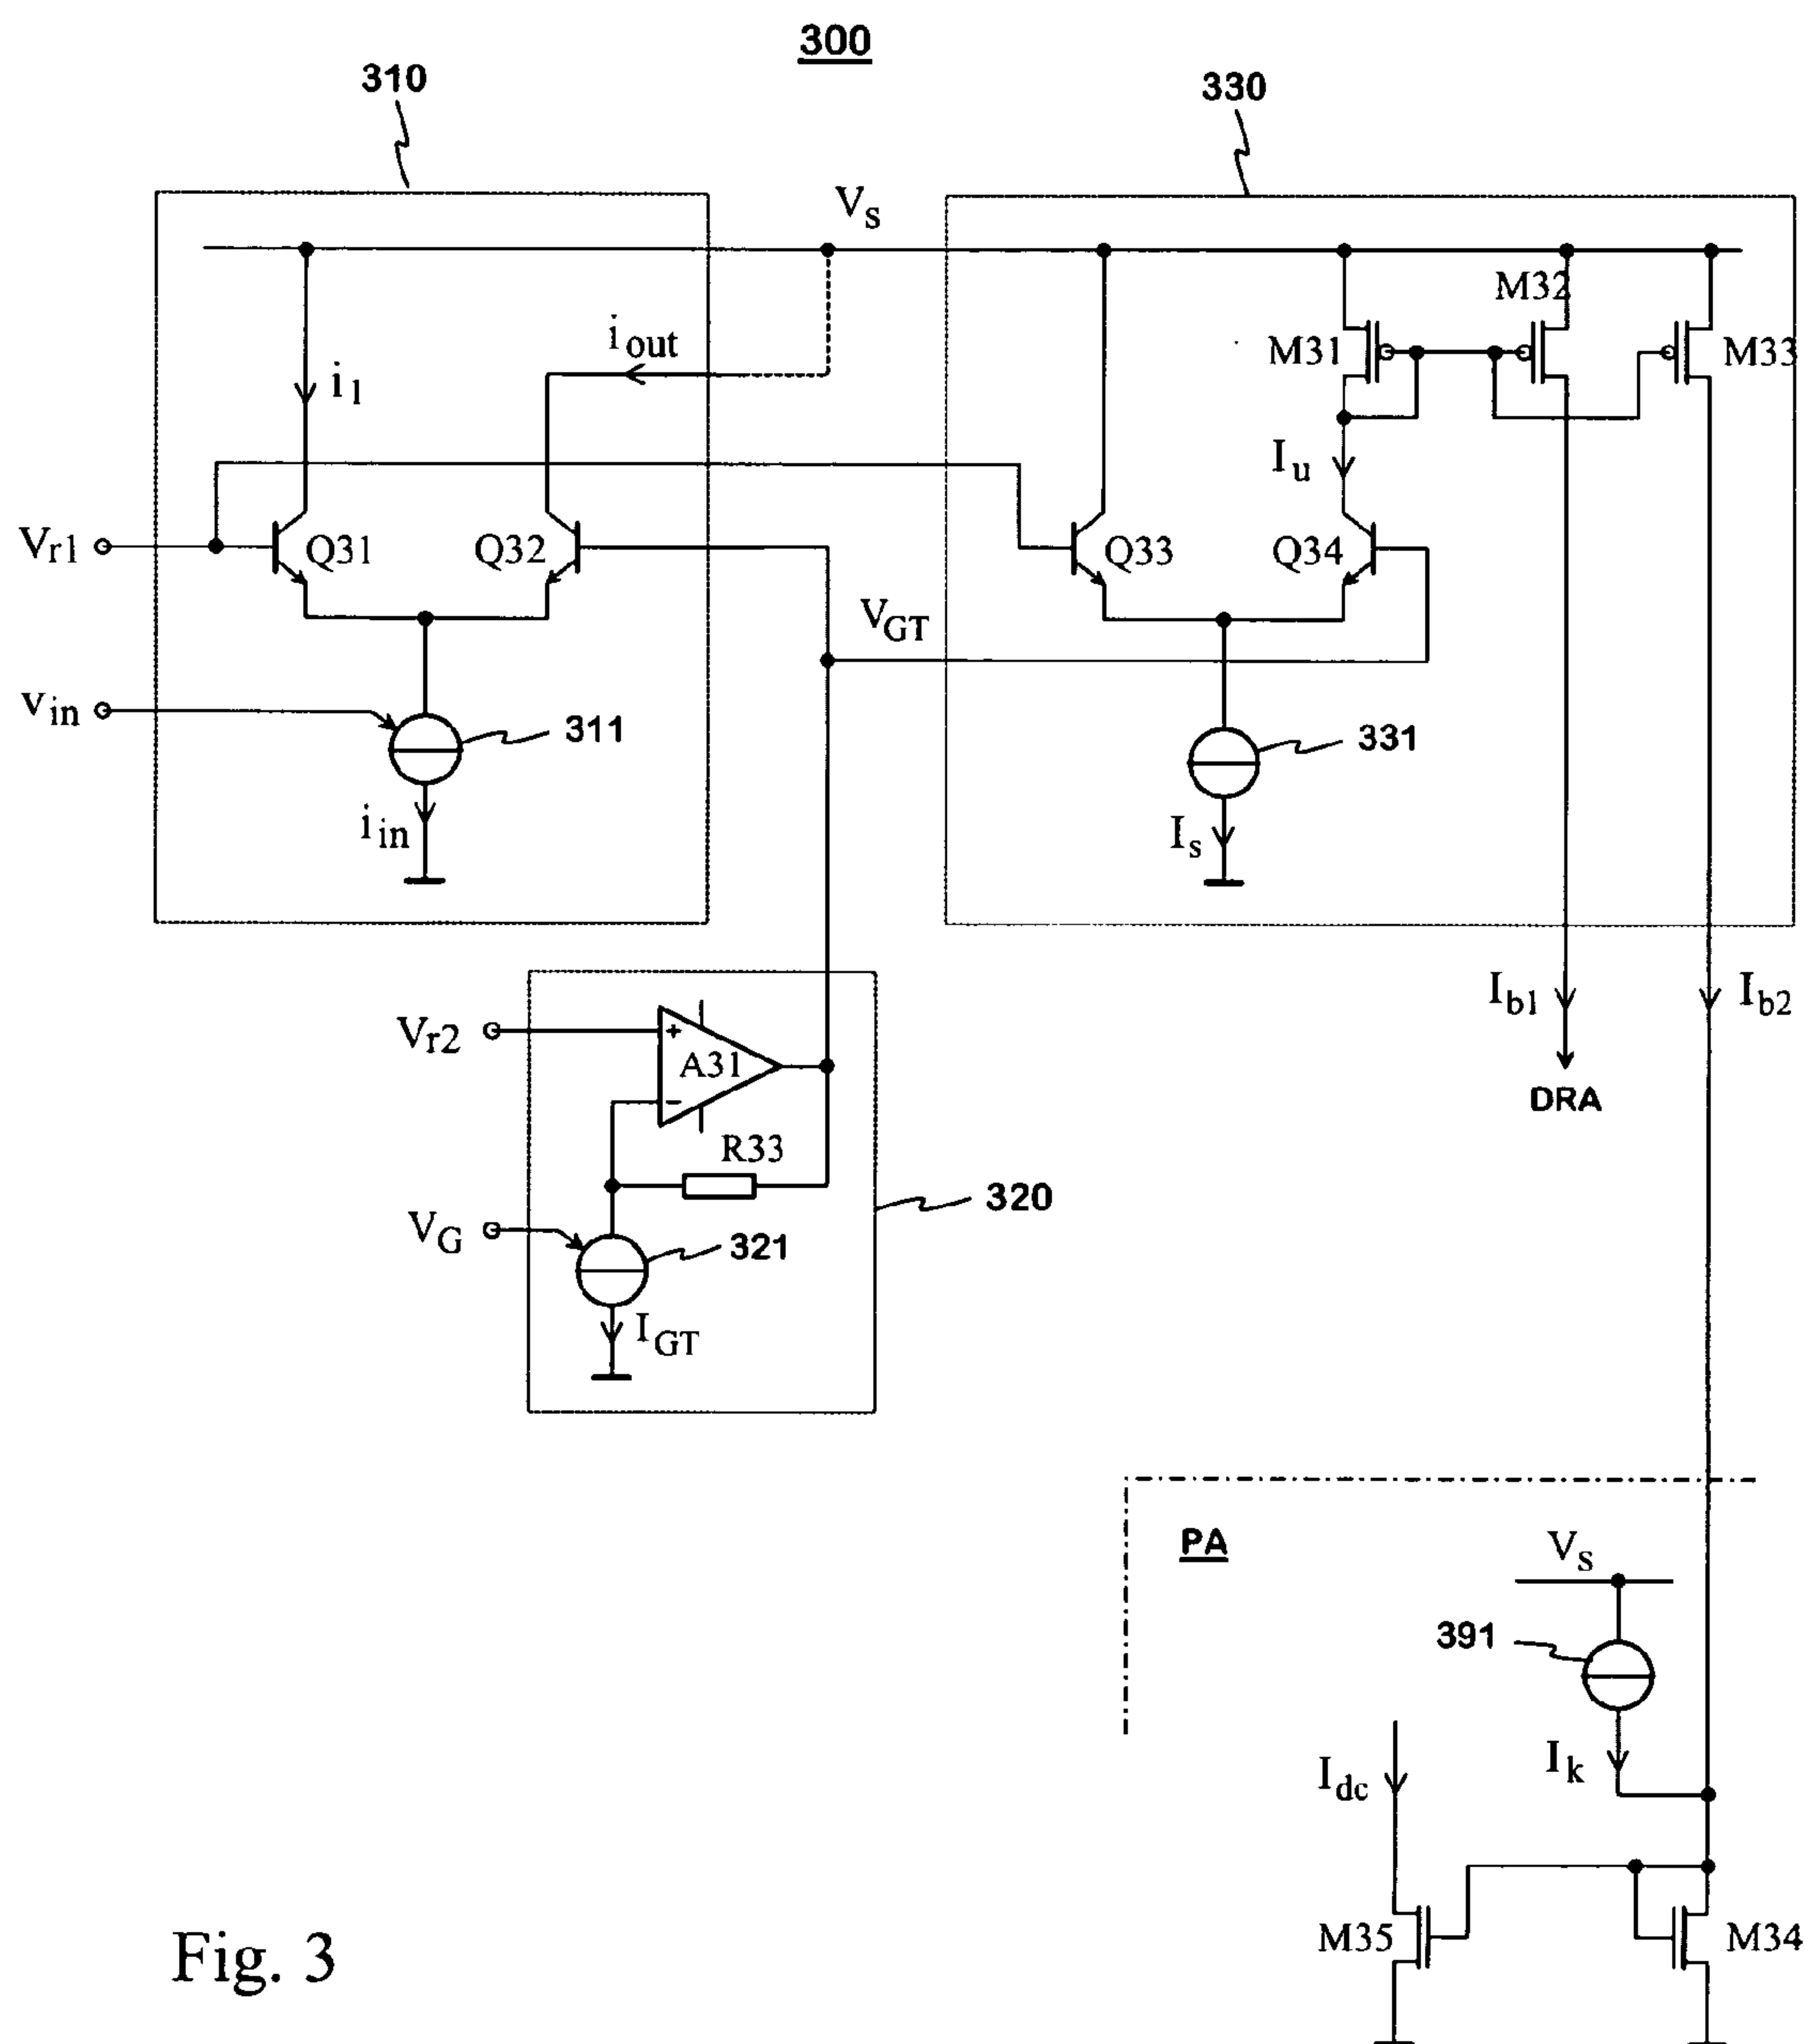 300
310
330
Vs
M32
M31
M33
iout
i1
Iu
Vr1
Q31
Q32
Q33
Q34
VGT
vin
311
331
iin
Is
Ib1
Ib2
Vr2
+
A31
−
DRA
R33
320
VG
321
IGT
PA
Vs
391
Ik
Idc
M35
M34
Fig. 3